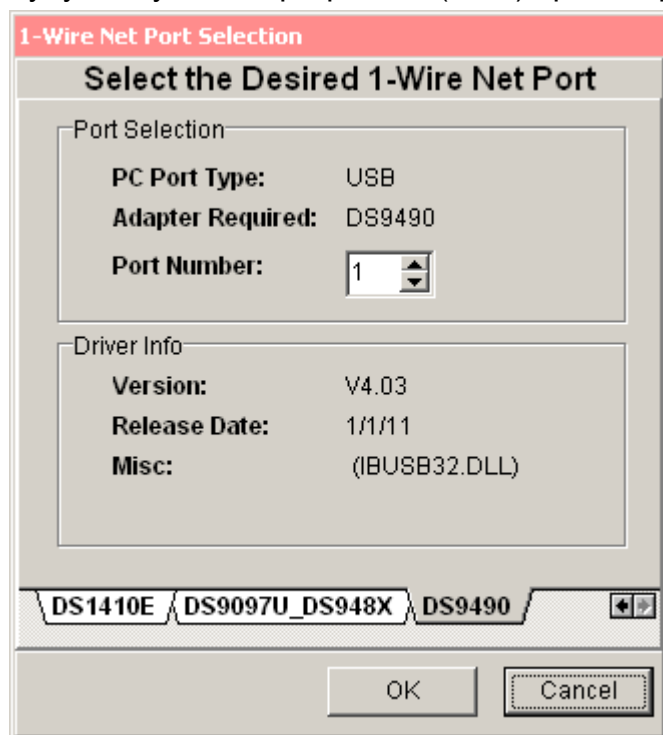 1-Wire Net Port Selection
Select the Desired 1-Wire Net Port
Port Selection
PC Port Type: USB
Adapter Required: DS9490
Port Number: 1
Driver Info
Version: V4.03
Release Date: 1/1/11
Misc: (IBUSB32.DLL)
DS1410E DS9097U_DS948X DS9490
OK Cancel